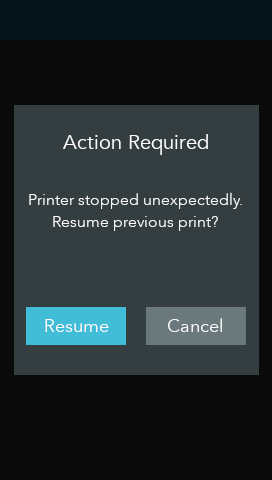 Action Required
Printer stopped unexpectedly.
Resume previous print?
Resume
Cancel